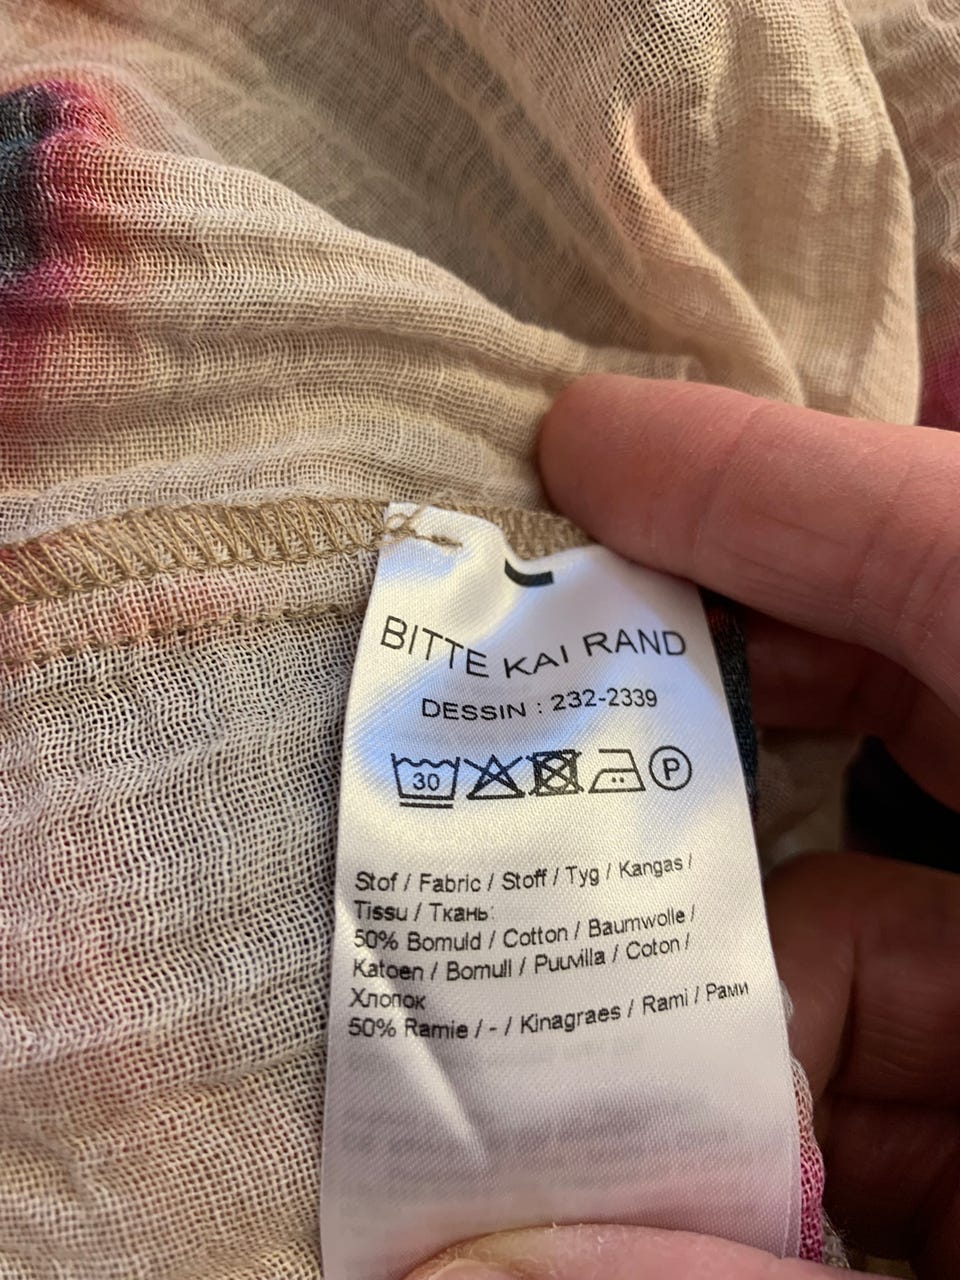 L
BITTE KAI RAND
DESSIN : 232-2339
30 P
Stof / Fabric / Stoff / Tyg / Kangas /
Tissu / Ткань:
50% Bomuld / Cotton / Baumwolle /
Katoen / Bomull / Puuvilla / Coton /
Хлопок
50% Ramie / - / Kinagraes / Rami / Рами